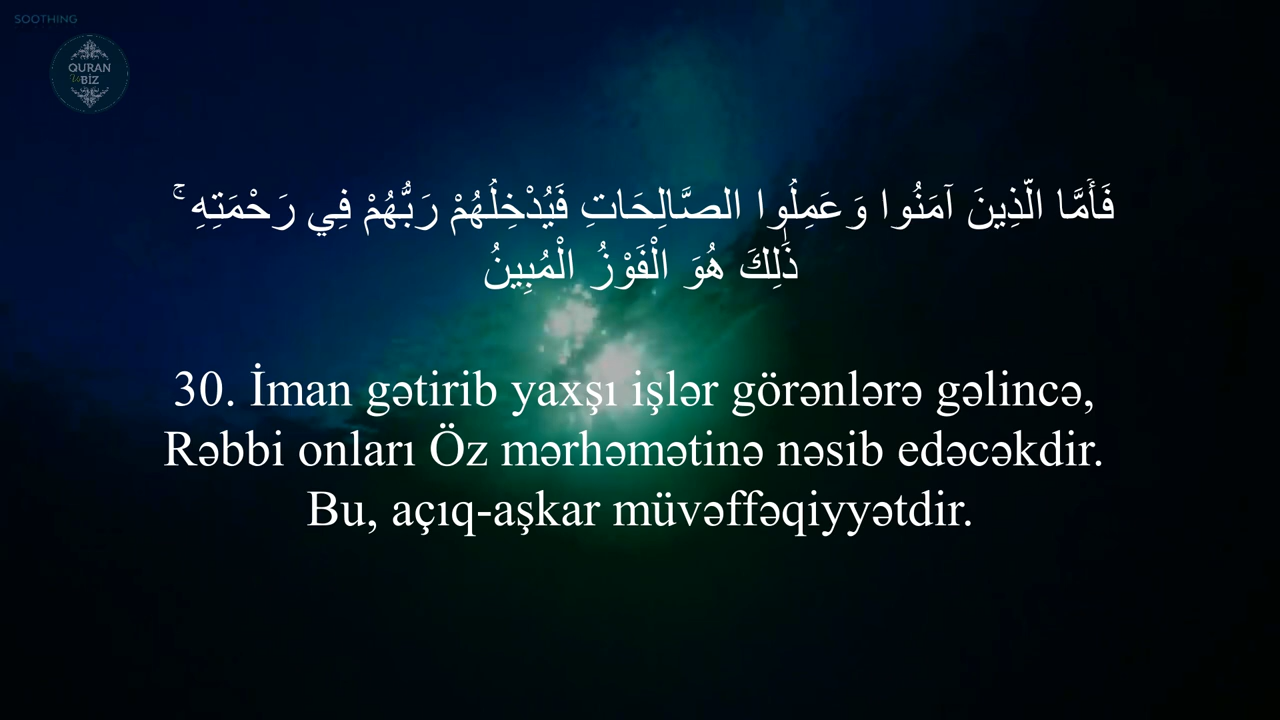 SOOTHING
QURAN
Və
BİZ
فَأَمَّا الَّذِينَ آمَنُوا وَعَمِلُوا الصَّالِحَاتِ فَيُدْخِلُهُمْ رَبُّهُمْ فِي رَحْمَتِهِ ۚ
ذَٰلِكَ هُوَ الْفَوْزُ الْمُبِينُ
30. İman gətirib yaxşı işlər görənlərə gəlincə,
Rəbbi onları Öz mərhəmətinə nəsib edəcəkdir.
Bu, açıq-aşkar müvəffəqiyyətdir.